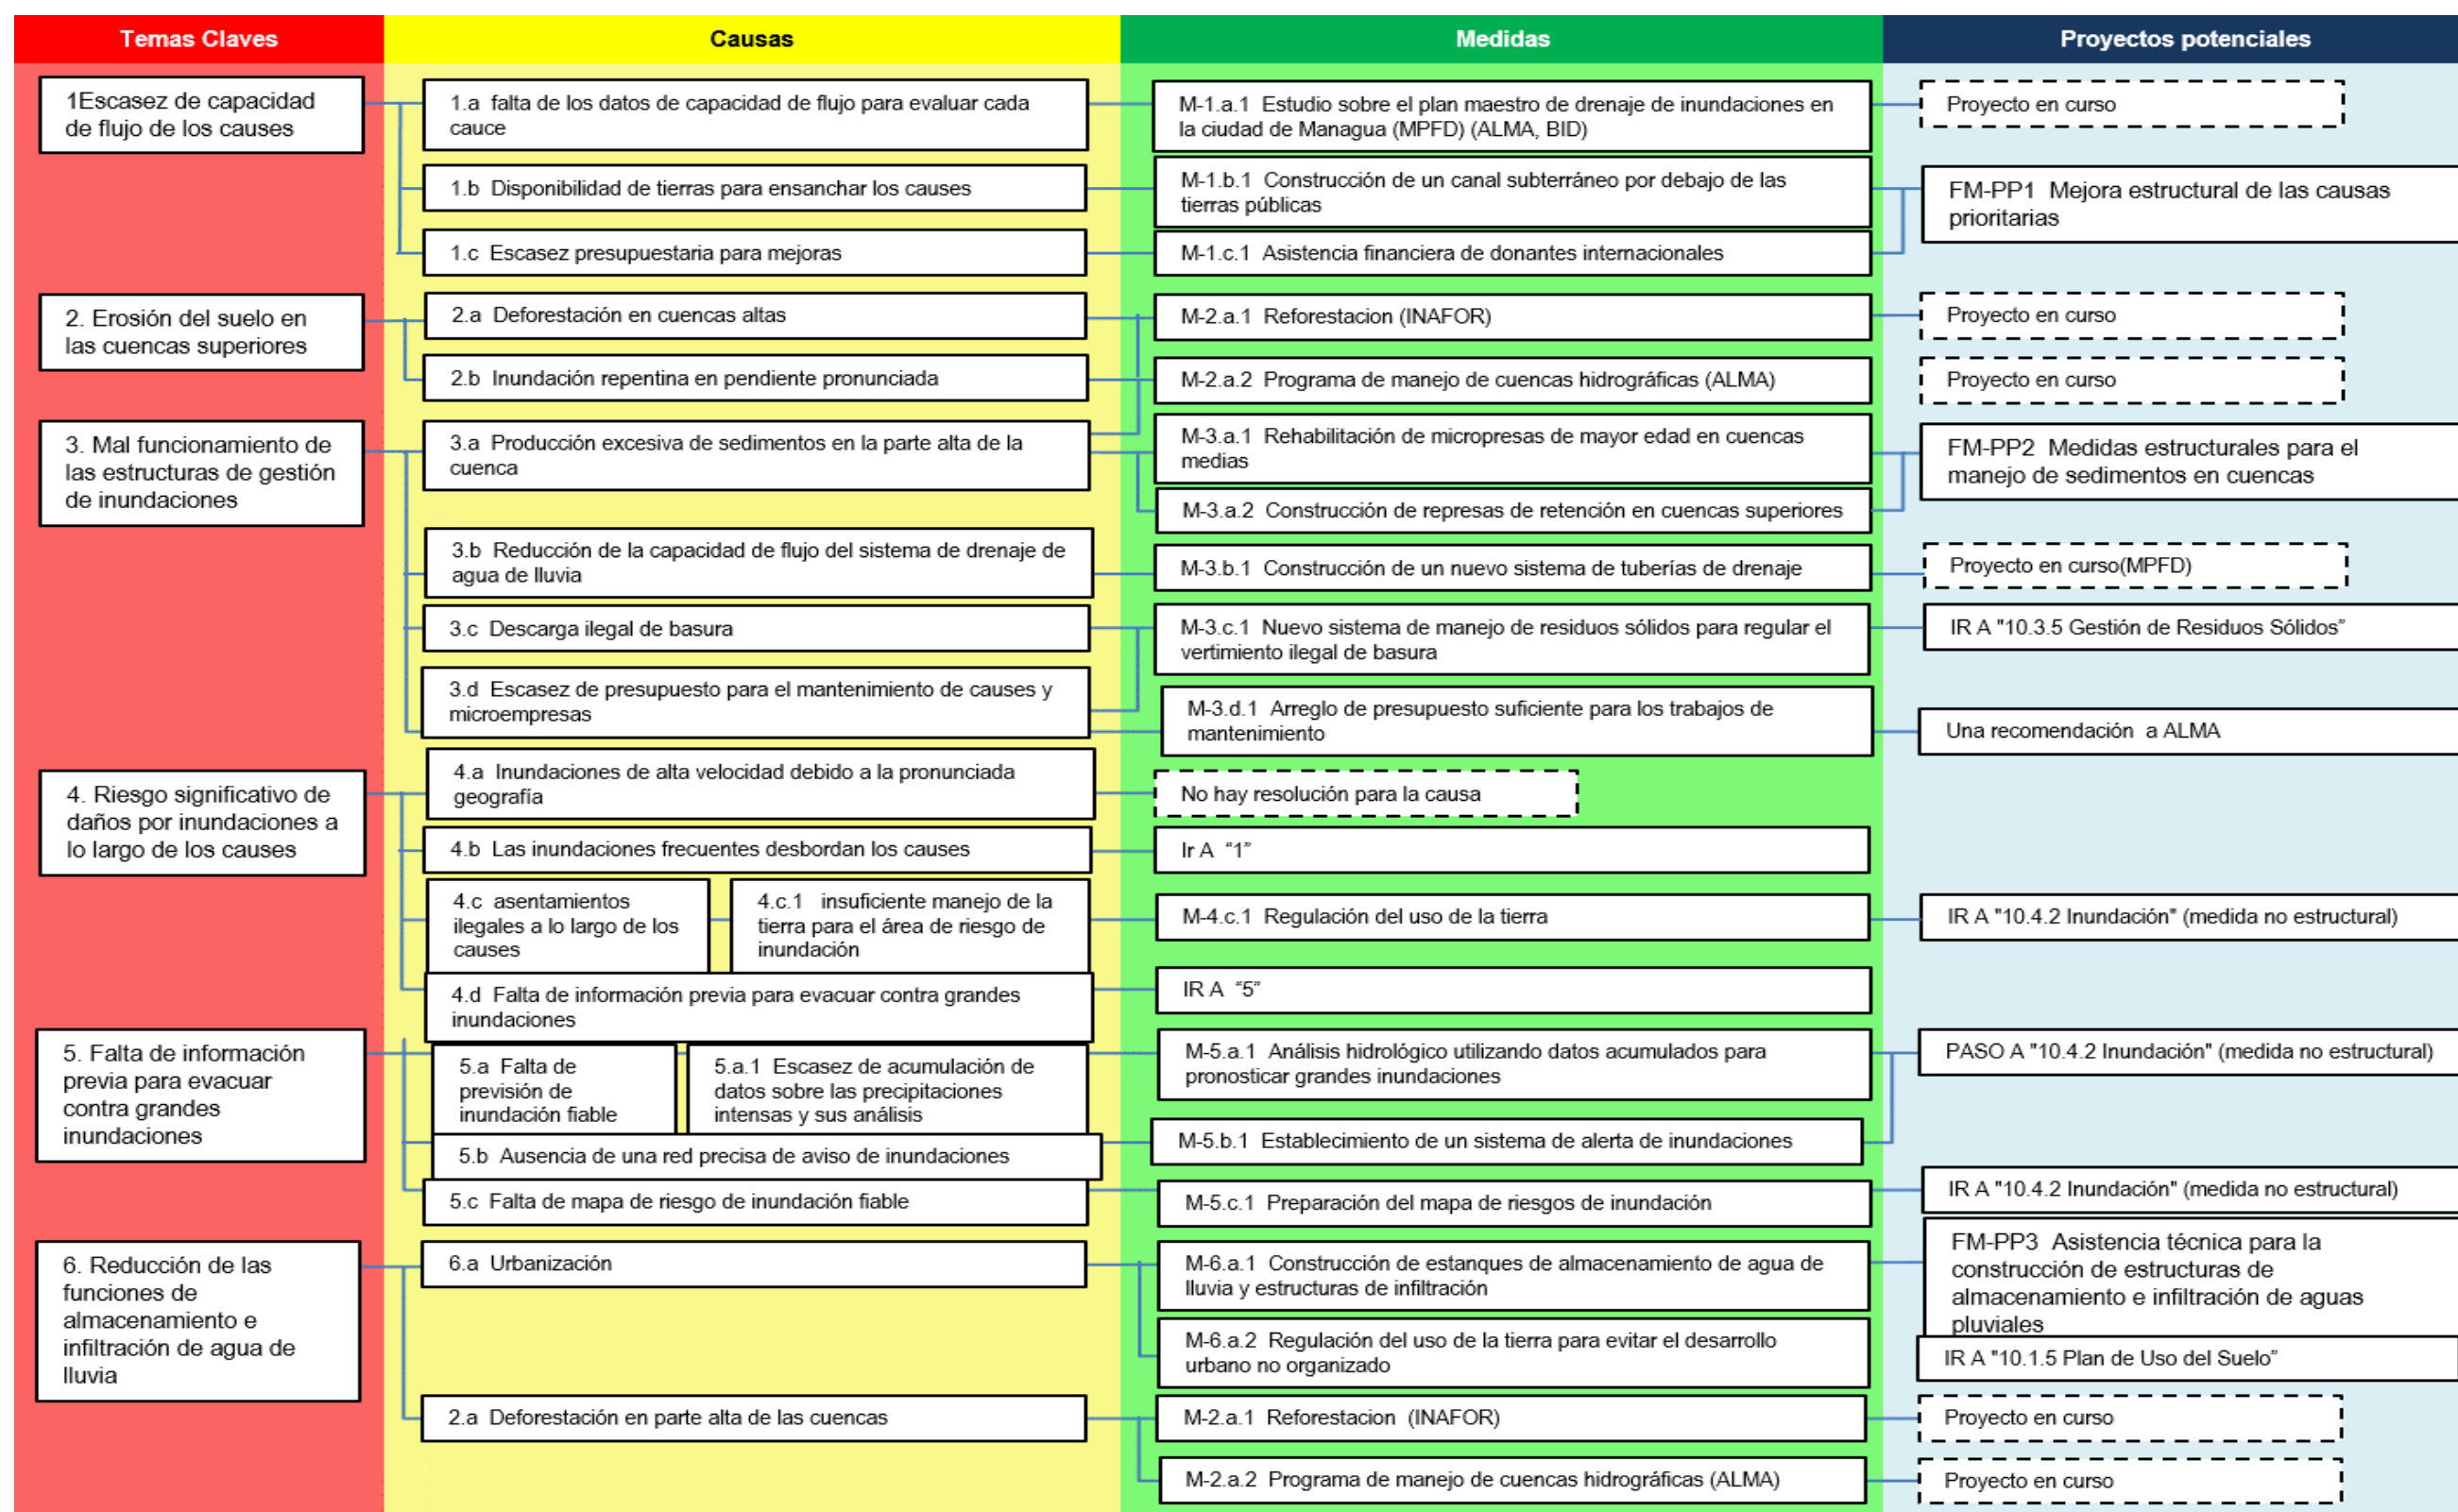 Temas Claves
Causas
Medidas
Proyectos potenciales
1Escasez de capacidad
de flujo de los causes
1.a falta de los datos de capacidad de flujo para evaluar cada
cauce
M-1.a.1 Estudio sobre el plan maestro de drenaje de inundaciones en
la ciudad de Managua (MPFD) (ALMA, BID)
Proyecto en curso
1.b Disponibilidad de tierras para ensanchar los causes
M-1.b.1 Construcción de un canal subterráneo por debajo de las
tierras públicas
FM-PP1 Mejora estructural de las causas
prioritarias
1.c Escasez presupuestaria para mejoras
M-1.c.1 Asistencia financiera de donantes internacionales
2. Erosión del suelo en
las cuencas superiores
2.a Deforestación en cuencas altas
M-2.a.1 Reforestacion (INAFOR)
Proyecto en curso
2.b Inundación repentina en pendiente pronunciada
M-2.a.2 Programa de manejo de cuencas hidrográficas (ALMA)
Proyecto en curso
3. Mal funcionamiento de
las estructuras de gestión
de inundaciones
3.a Producción excesiva de sedimentos en la parte alta de la
cuenca
M-3.a.1 Rehabilitación de micropresas de mayor edad en cuencas
medias
FM-PP2 Medidas estructurales para el
manejo de sedimentos en cuencas
M-3.a.2 Construcción de represas de retención en cuencas superiores
3.b Reducción de la capacidad de flujo del sistema de drenaje de
agua de lluvia
M-3.b.1 Construcción de un nuevo sistema de tuberías de drenaje
Proyecto en curso(MPFD)
3.c Descarga ilegal de basura
M-3.c.1 Nuevo sistema de manejo de residuos sólidos para regular el
vertimiento ilegal de basura
IR A "10.3.5 Gestión de Residuos Sólidos”
3.d Escasez de presupuesto para el mantenimiento de causes y
microempresas
M-3.d.1 Arreglo de presupuesto suficiente para los trabajos de
mantenimiento
Una recomendación a ALMA
4. Riesgo significativo de
daños por inundaciones a
lo largo de los causes
4.a Inundaciones de alta velocidad debido a la pronunciada
geografía
No hay resolución para la causa
4.b Las inundaciones frecuentes desbordan los causes
Ir A “1”
4.c asentamientos
ilegales a lo largo de los
causes
4.c.1 insuficiente manejo de la
tierra para el área de riesgo de
inundación
M-4.c.1 Regulación del uso de la tierra
IR A "10.4.2 Inundación" (medida no estructural)
4.d Falta de información previa para evacuar contra grandes
inundaciones
IR A “5”
5. Falta de información
previa para evacuar
contra grandes
inundaciones
5.a Falta de
previsión de
inundación fiable
5.a.1 Escasez de acumulación de
datos sobre las precipitaciones
intensas y sus análisis
M-5.a.1 Análisis hidrológico utilizando datos acumulados para
pronosticar grandes inundaciones
PASO A "10.4.2 Inundación" (medida no estructural)
5.b Ausencia de una red precisa de aviso de inundaciones
M-5.b.1 Establecimiento de un sistema de alerta de inundaciones
5.c Falta de mapa de riesgo de inundación fiable
M-5.c.1 Preparación del mapa de riesgos de inundación
IR A "10.4.2 Inundación" (medida no estructural)
6. Reducción de las
funciones de
almacenamiento e
infiltración de agua de
lluvia
6.a Urbanización
M-6.a.1 Construcción de estanques de almacenamiento de agua de
lluvia y estructuras de infiltración
FM-PP3 Asistencia técnica para la
construcción de estructuras de
almacenamiento e infiltración de aguas
pluviales
M-6.a.2 Regulación del uso de la tierra para evitar el desarrollo
urbano no organizado
IR A "10.1.5 Plan de Uso del Suelo”
2.a Deforestación en parte alta de las cuencas
M-2.a.1 Reforestacion (INAFOR)
Proyecto en curso
M-2.a.2 Programa de manejo de cuencas hidrográficas (ALMA)
Proyecto en curso